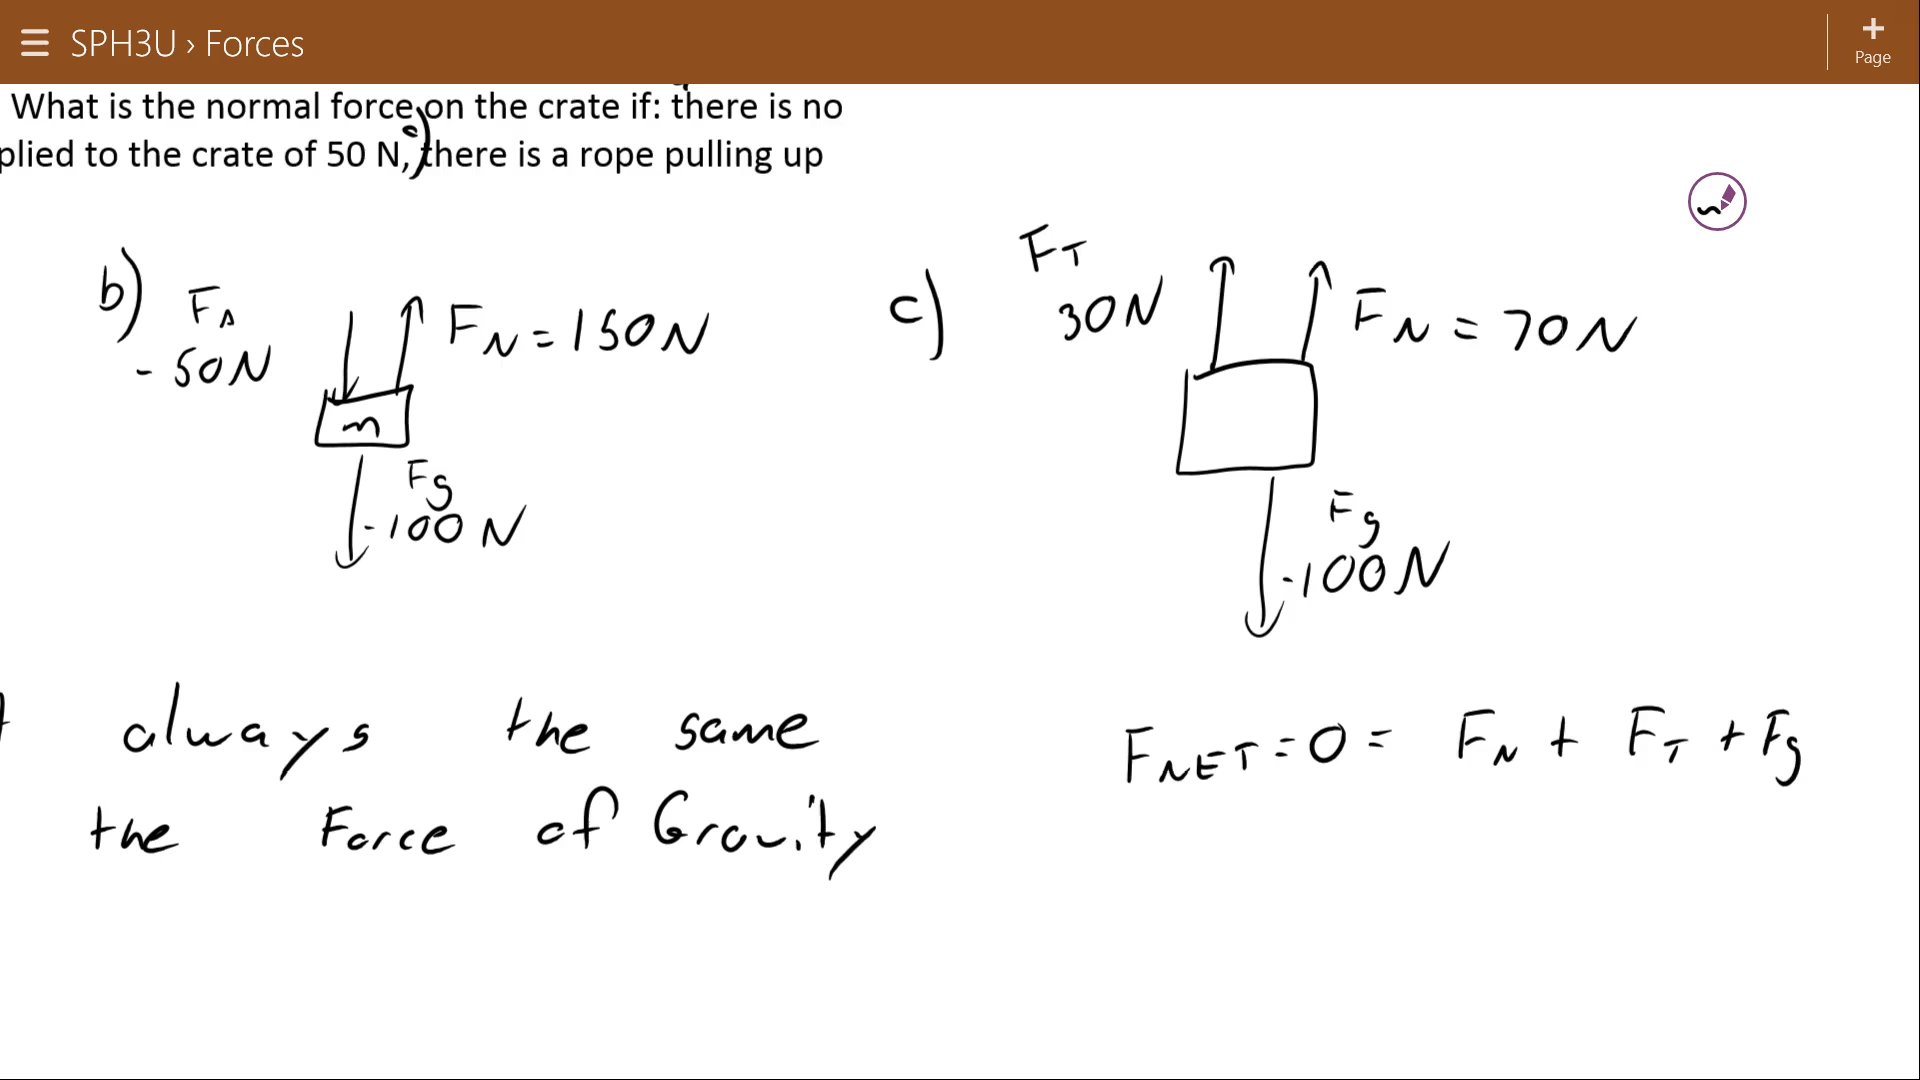 SPH3U › Forces
+
Page
What is the normal force on the crate if: there is no
plied to the crate of 50 N, c) there is a rope pulling up
b)
FA
-50N
FN = 150N
m
Fg
-100N
c)
FT
30N
FN = 70N
Fg
-100N
always the same
the Force of Gravity
FNET = 0 = FN + FT + Fg